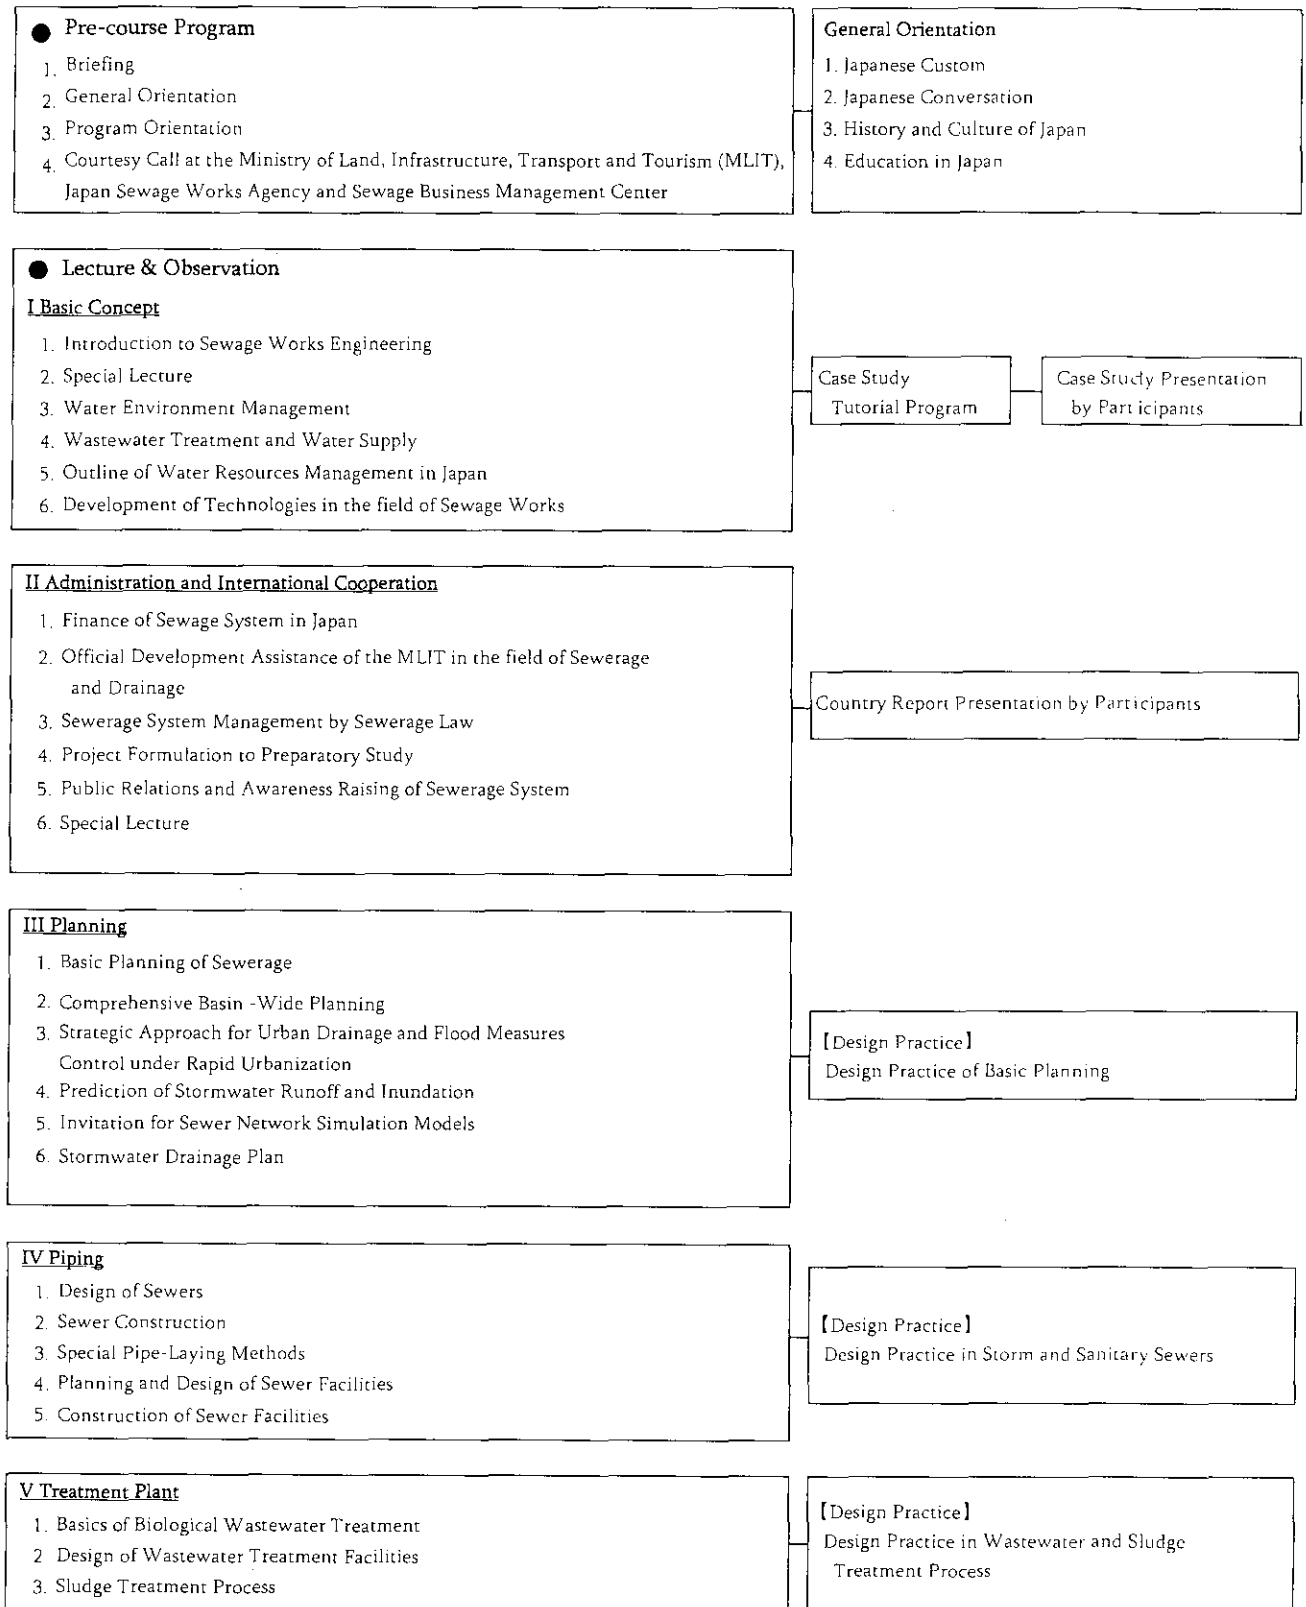 ● Pre-course Program
1. Briefing
2. General Orientation
3. Program Orientation
4. Courtesy Call at the Ministry of Land, Infrastructure, Transport and Tourism (MLIT),
Japan Sewage Works Agency and Sewage Business Management Center
General Orientation
1. Japanese Custom
2. Japanese Conversation
3. History and Culture of Japan
4. Education in Japan
● Lecture & Observation
I Basic Concept
1. Introduction to Sewage Works Engineering
2. Special Lecture
3. Water Environment Management
4. Wastewater Treatment and Water Supply
5. Outline of Water Resources Management in Japan
6. Development of Technologies in the field of Sewage Works
Case Study
Tutorial Program
Case Study Presentation
by Participants
II Administration and International Cooperation
1. Finance of Sewage System in Japan
2. Official Development Assistance of the MLIT in the field of Sewerage
and Drainage
3. Sewerage System Management by Sewerage Law
4. Project Formulation to Preparatory Study
5. Public Relations and Awareness Raising of Sewerage System
6. Special Lecture
Country Report Presentation by Participants
III Planning
1. Basic Planning of Sewerage
2. Comprehensive Basin -Wide Planning
3. Strategic Approach for Urban Drainage and Flood Measures
Control under Rapid Urbanization
4. Prediction of Stormwater Runoff and Inundation
5. Invitation for Sewer Network Simulation Models
6. Stormwater Drainage Plan
【Design Practice】
Design Practice of Basic Planning
IV Piping
1. Design of Sewers
2. Sewer Construction
3. Special Pipe-Laying Methods
4. Planning and Design of Sewer Facilities
5. Construction of Sewer Facilities
【Design Practice】
Design Practice in Storm and Sanitary Sewers
V Treatment Plant
1. Basics of Biological Wastewater Treatment
2 Design of Wastewater Treatment Facilities
3. Sludge Treatment Process
【Design Practice】
Design Practice in Wastewater and Sludge
Treatment Process